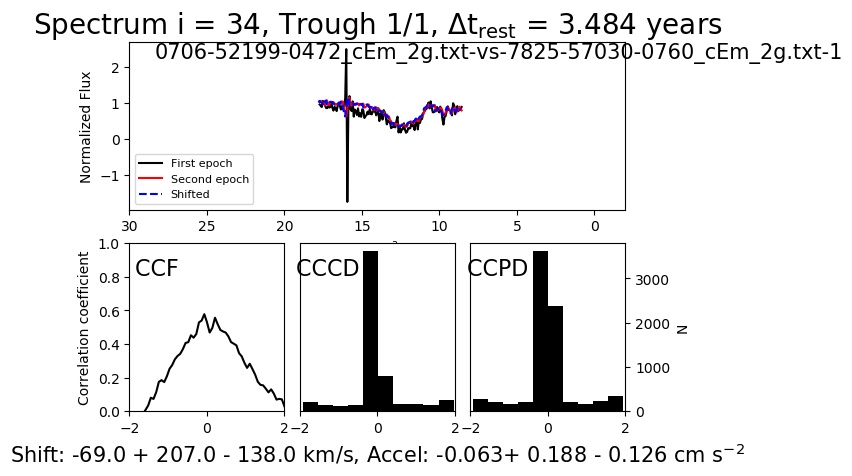 Spectrum i = 34, Trough 1/1, Δt_rest = 3.484 years
0706-52199-0472_cEm_2g.txt-vs-7825-57030-0760_cEm_2g.txt-1
Normalized Flux
2
1
0
−1
First epoch
Second epoch
Shifted
30 25 20 15 10 5 0
Correlation coefficient
1.0
0.8
0.6
0.4
0.2
0.0
CCF
−2 0 2
CCCD
−2 0 2
CCPD
−2 0 2
3000
2000
1000
0
N
Shift: -69.0 + 207.0 - 138.0 km/s, Accel: -0.063+ 0.188 - 0.126 cm s⁻²